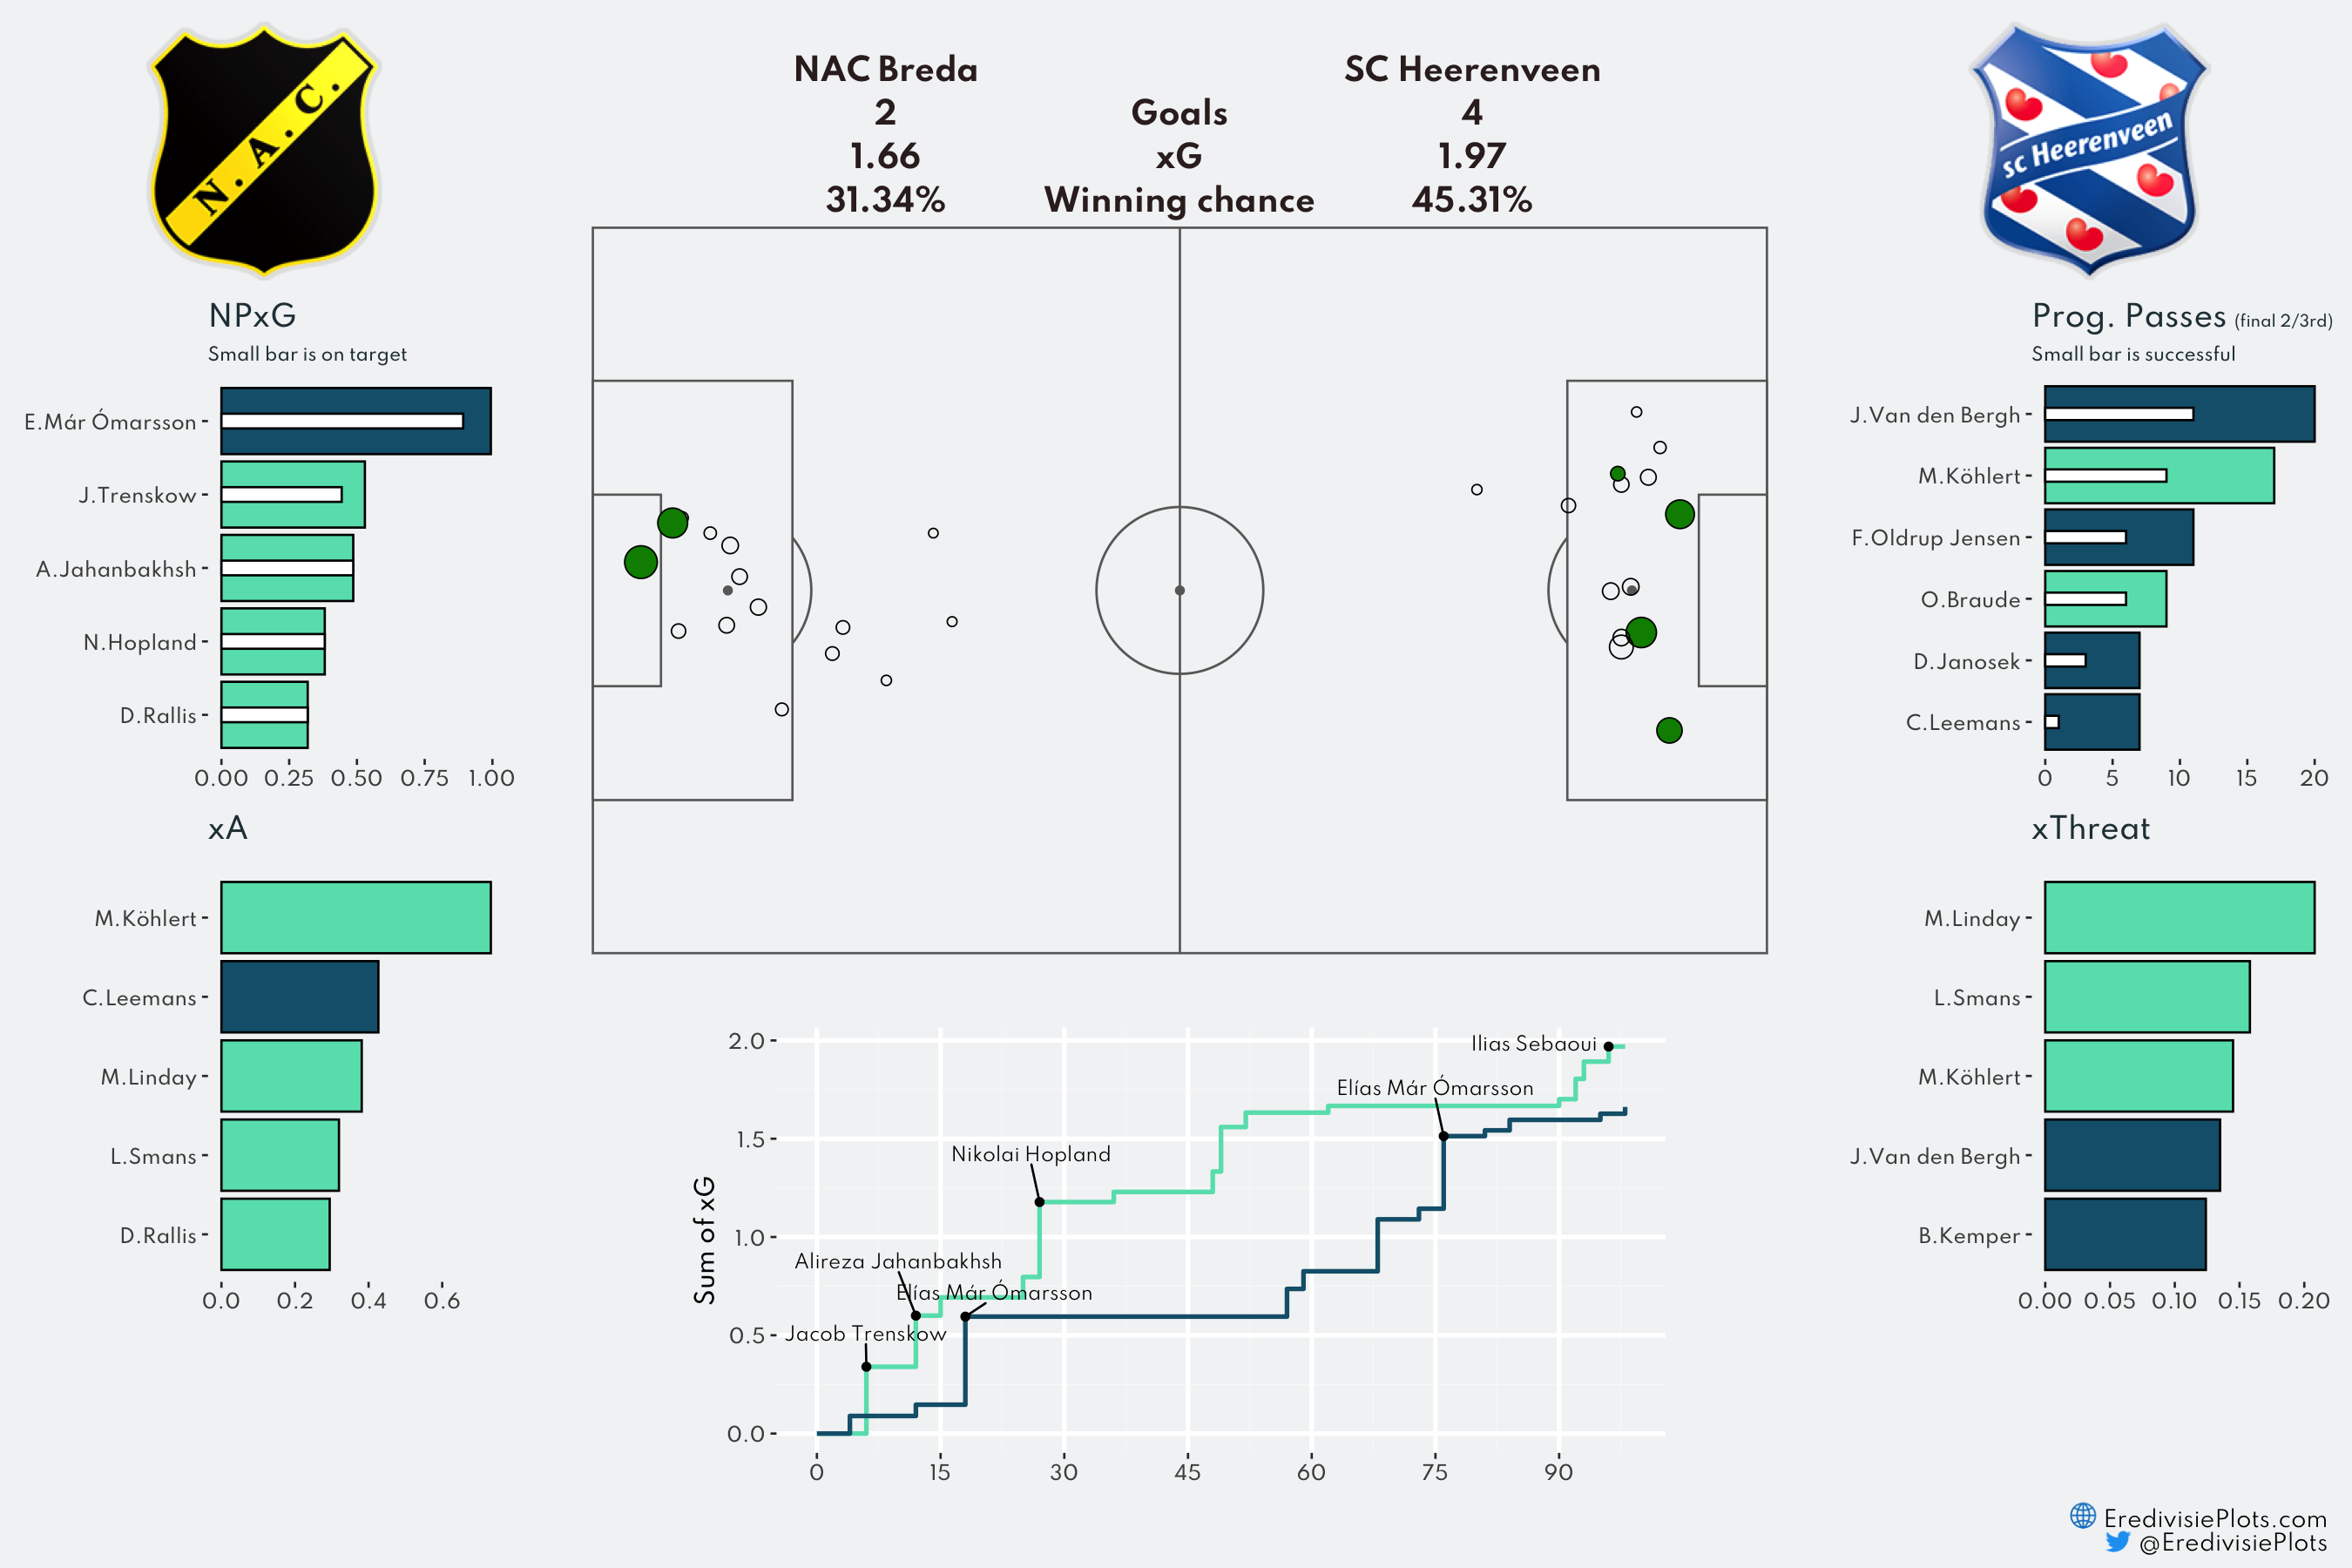 N.A.C.
sc Heerenveen
NAC Breda SC Heerenveen
2 Goals 4
1.66 xG 1.97
31.34% Winning chance 45.31%
NPxG
Small bar is on target
E.Már Ómarsson
J.Trenskow
A.Jahanbakhsh
N.Hopland
D.Rallis
0.00 0.25 0.50 0.75 1.00
Prog. Passes (final 2/3rd)
Small bar is successful
J.Van den Bergh
M.Köhlert
F.Oldrup Jensen
O.Braude
D.Janosek
C.Leemans
0 5 10 15 20
xA
M.Köhlert
C.Leemans
M.Linday
L.Smans
D.Rallis
0.0 0.2 0.4 0.6
xThreat
M.Linday
L.Smans
M.Köhlert
J.Van den Bergh
B.Kemper
0.00 0.05 0.10 0.15 0.20
Sum of xG
2.0
1.5
1.0
0.5
0.0
Ilias Sebaoui
Elías Már Ómarsson
Nikolai Hopland
Alireza Jahanbakhsh
Elías Már Ómarsson
Jacob Trenskow
0 15 30 45 60 75 90
EredivisiePlots.com
@EredivisiePlots